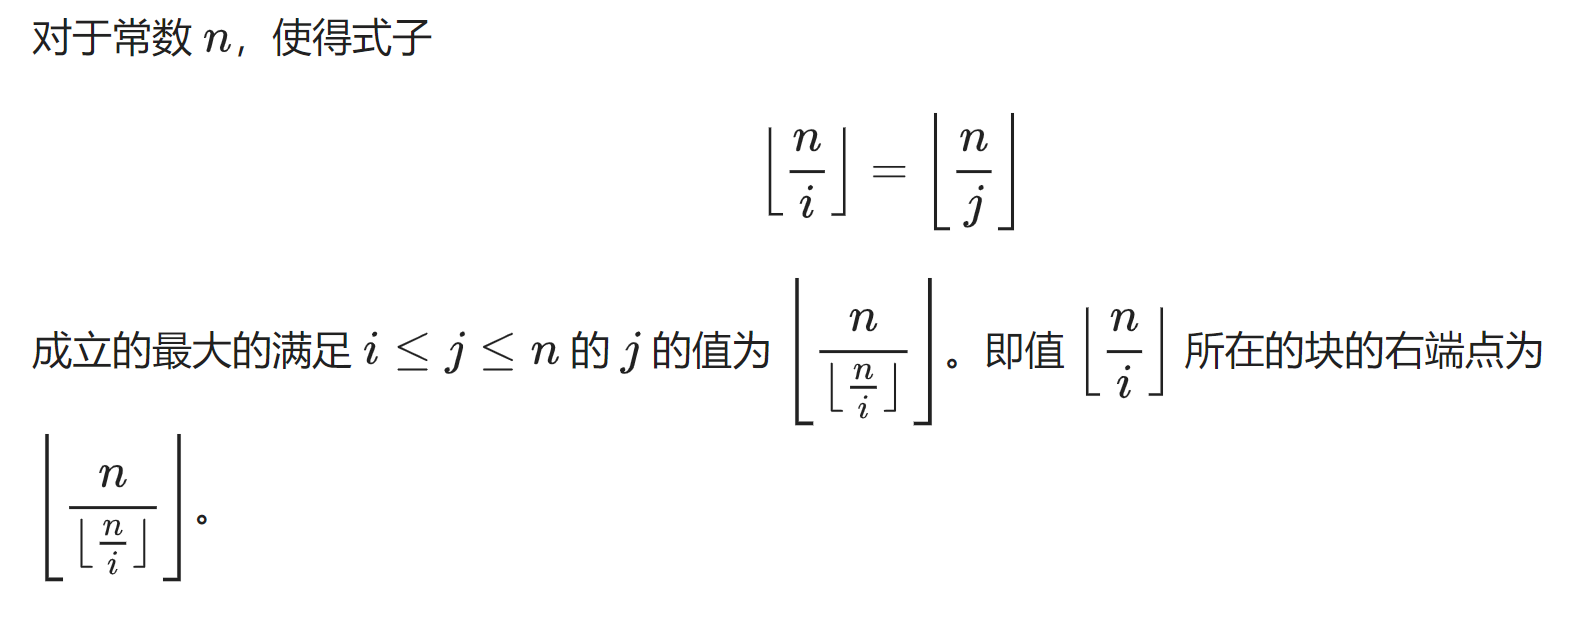 对于常数 $n$，使得式子
$$\left\lfloor \frac{n}{i} \right\rfloor = \left\lfloor \frac{n}{j} \right\rfloor$$
成立的最大的满足 $i \leq j \leq n$ 的 $j$ 的值为 $\left\lfloor \frac{n}{\lfloor \frac{n}{i} \rfloor} \right\rfloor$。即值 $\left\lfloor \frac{n}{i} \right\rfloor$ 所在的块的右端点为
$\left\lfloor \frac{n}{\lfloor \frac{n}{i} \rfloor} \right\rfloor$。